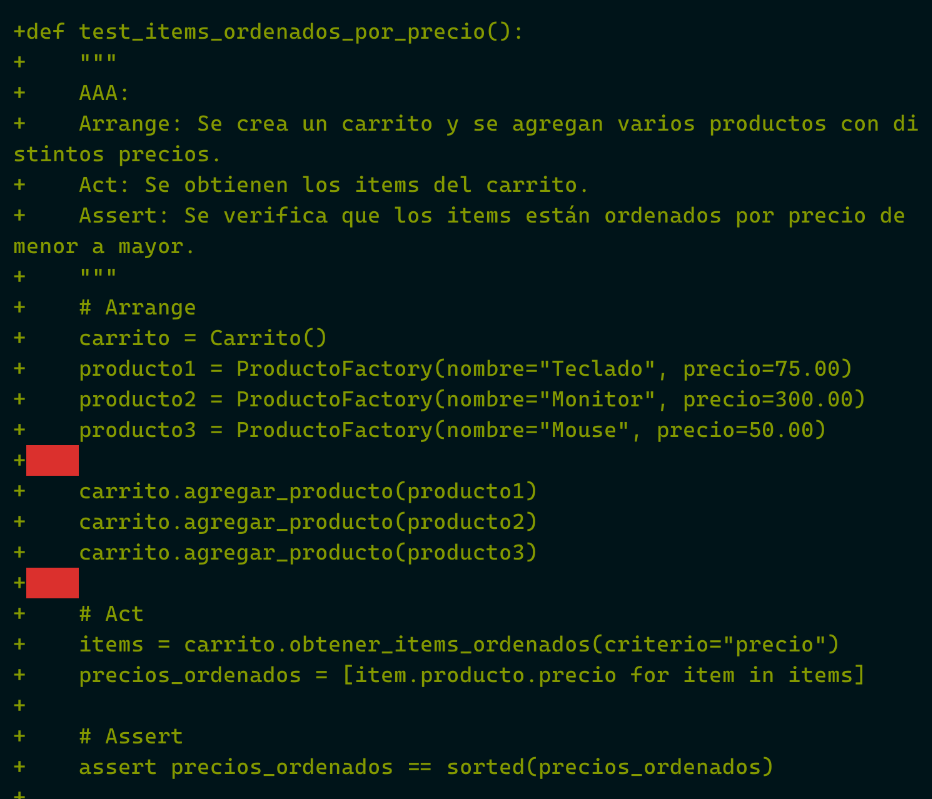 +def test_items_ordenados_por_precio():
+    """
+    AAA:
+    Arrange: Se crea un carrito y se agregan varios productos con di
stintos precios.
+    Act: Se obtienen los items del carrito.
+    Assert: Se verifica que los items están ordenados por precio de
menor a mayor.
+    """
+    # Arrange
+    carrito = Carrito()
+    producto1 = ProductoFactory(nombre="Teclado", precio=75.00)
+    producto2 = ProductoFactory(nombre="Monitor", precio=300.00)
+    producto3 = ProductoFactory(nombre="Mouse", precio=50.00)
+
+    carrito.agregar_producto(producto1)
+    carrito.agregar_producto(producto2)
+    carrito.agregar_producto(producto3)
+
+    # Act
+    items = carrito.obtener_items_ordenados(criterio="precio")
+    precios_ordenados = [item.producto.precio for item in items]
+
+    # Assert
+    assert precios_ordenados == sorted(precios_ordenados)
+